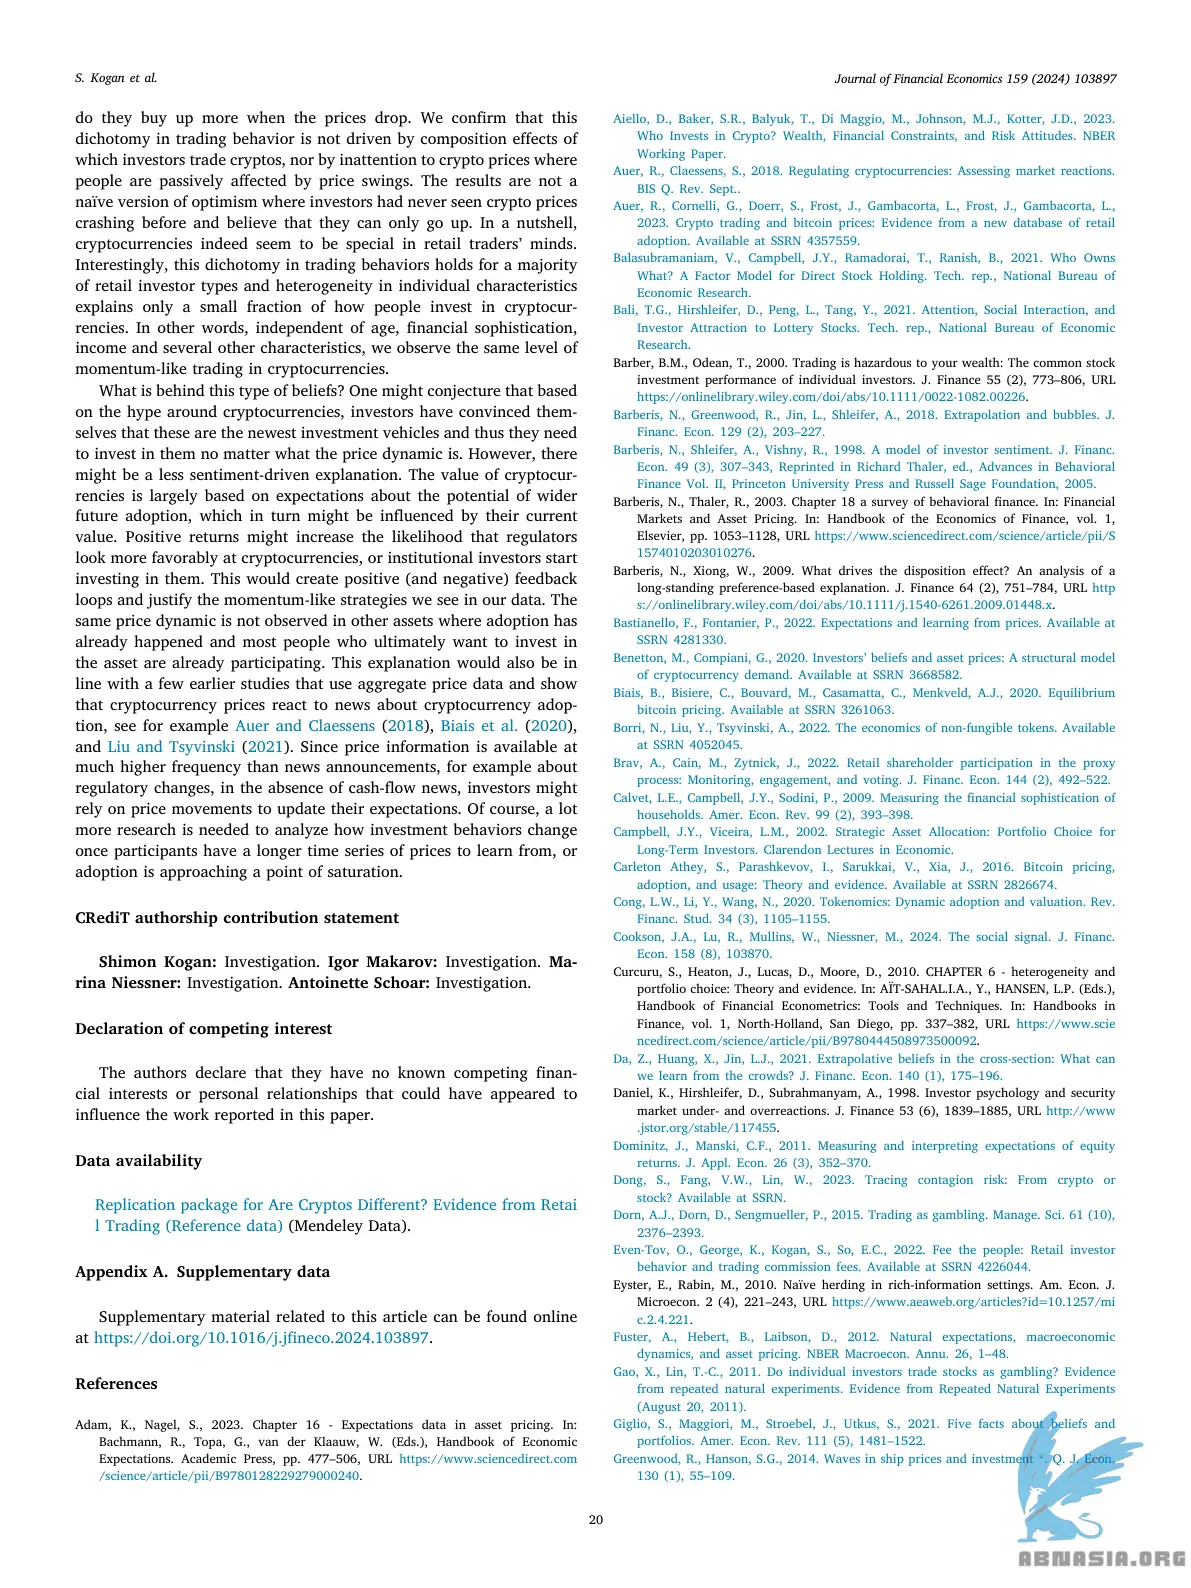 S. Kogan et al.
Journal of Financial Economics 159 (2024) 103897
do they buy up more when the prices drop. We confirm that this
dichotomy in trading behavior is not driven by composition effects of
which investors trade cryptos, nor by inattention to crypto prices where
people are passively affected by price swings. The results are not a
naïve version of optimism where investors had never seen crypto prices
crashing before and believe that they can only go up. In a nutshell,
cryptocurrencies indeed seem to be special in retail traders’ minds.
Interestingly, this dichotomy in trading behaviors holds for a majority
of retail investor types and heterogeneity in individual characteristics
explains only a small fraction of how people invest in cryptocur-
rencies. In other words, independent of age, financial sophistication,
income and several other characteristics, we observe the same level of
momentum-like trading in cryptocurrencies.
What is behind this type of beliefs? One might conjecture that based
on the hype around cryptocurrencies, investors have convinced them-
selves that these are the newest investment vehicles and thus they need
to invest in them no matter what the price dynamic is. However, there
might be a less sentiment-driven explanation. The value of cryptocur-
rencies is largely based on expectations about the potential of wider
future adoption, which in turn might be influenced by their current
value. Positive returns might increase the likelihood that regulators
look more favorably at cryptocurrencies, or institutional investors start
investing in them. This would create positive (and negative) feedback
loops and justify the momentum-like strategies we see in our data. The
same price dynamic is not observed in other assets where adoption has
already happened and most people who ultimately want to invest in
the asset are already participating. This explanation would also be in
line with a few earlier studies that use aggregate price data and show
that cryptocurrency prices react to news about cryptocurrency adop-
tion, see for example Auer and Claessens (2018), Biais et al. (2020),
and Liu and Tsyvinski (2021). Since price information is available at
much higher frequency than news announcements, for example about
regulatory changes, in the absence of cash-flow news, investors might
rely on price movements to update their expectations. Of course, a lot
more research is needed to analyze how investment behaviors change
once participants have a longer time series of prices to learn from, or
adoption is approaching a point of saturation.
CRediT authorship contribution statement
Shimon Kogan: Investigation. Igor Makarov: Investigation. Ma-
rina Niessner: Investigation. Antoinette Schoar: Investigation.
Declaration of competing interest
The authors declare that they have no known competing finan-
cial interests or personal relationships that could have appeared to
influence the work reported in this paper.
Data availability
Replication package for Are Cryptos Different? Evidence from Retai
l Trading (Reference data) (Mendeley Data).
Appendix A. Supplementary data
Supplementary material related to this article can be found online
at https://doi.org/10.1016/j.jfineco.2024.103897.
References
Adam, K., Nagel, S., 2023. Chapter 16 - Expectations data in asset pricing. In:
Bachmann, R., Topa, G., van der Klaauw, W. (Eds.), Handbook of Economic
Expectations. Academic Press, pp. 477–506, URL https://www.sciencedirect.com
/science/article/pii/B9780128229279000240.
Aiello, D., Baker, S.R., Balyuk, T., Di Maggio, M., Johnson, M.J., Kotter, J.D., 2023.
Who Invests in Crypto? Wealth, Financial Constraints, and Risk Attitudes. NBER
Working Paper.
Auer, R., Claessens, S., 2018. Regulating cryptocurrencies: Assessing market reactions.
BIS Q. Rev. Sept..
Auer, R., Cornelli, G., Doerr, S., Frost, J., Gambacorta, L., Frost, J., Gambacorta, L.,
2023. Crypto trading and bitcoin prices: Evidence from a new database of retail
adoption. Available at SSRN 4357559.
Balasubramaniam, V., Campbell, J.Y., Ramadorai, T., Ranish, B., 2021. Who Owns
What? A Factor Model for Direct Stock Holding. Tech. rep., National Bureau of
Economic Research.
Bali, T.G., Hirshleifer, D., Peng, L., Tang, Y., 2021. Attention, Social Interaction, and
Investor Attraction to Lottery Stocks. Tech. rep., National Bureau of Economic
Research.
Barber, B.M., Odean, T., 2000. Trading is hazardous to your wealth: The common stock
investment performance of individual investors. J. Finance 55 (2), 773–806, URL
https://onlinelibrary.wiley.com/doi/abs/10.1111/0022-1082.00226.
Barberis, N., Greenwood, R., Jin, L., Shleifer, A., 2018. Extrapolation and bubbles. J.
Financ. Econ. 129 (2), 203–227.
Barberis, N., Shleifer, A., Vishny, R., 1998. A model of investor sentiment. J. Financ.
Econ. 49 (3), 307–343, Reprinted in Richard Thaler, ed., Advances in Behavioral
Finance Vol. II, Princeton University Press and Russell Sage Foundation, 2005.
Barberis, N., Thaler, R., 2003. Chapter 18 a survey of behavioral finance. In: Financial
Markets and Asset Pricing. In: Handbook of the Economics of Finance, vol. 1,
Elsevier, pp. 1053–1128, URL https://www.sciencedirect.com/science/article/pii/S
1574010203010276.
Barberis, N., Xiong, W., 2009. What drives the disposition effect? An analysis of a
long-standing preference-based explanation. J. Finance 64 (2), 751–784, URL http
s://onlinelibrary.wiley.com/doi/abs/10.1111/j.1540-6261.2009.01448.x.
Bastianello, F., Fontanier, P., 2022. Expectations and learning from prices. Available at
SSRN 4281330.
Benetton, M., Compiani, G., 2020. Investors’ beliefs and asset prices: A structural model
of cryptocurrency demand. Available at SSRN 3668582.
Biais, B., Bisiere, C., Bouvard, M., Casamatta, C., Menkveld, A.J., 2020. Equilibrium
bitcoin pricing. Available at SSRN 3261063.
Borri, N., Liu, Y., Tsyvinski, A., 2022. The economics of non-fungible tokens. Available
at SSRN 4052045.
Brav, A., Cain, M., Zytnick, J., 2022. Retail shareholder participation in the proxy
process: Monitoring, engagement, and voting. J. Financ. Econ. 144 (2), 492–522.
Calvet, L.E., Campbell, J.Y., Sodini, P., 2009. Measuring the financial sophistication of
households. Amer. Econ. Rev. 99 (2), 393–398.
Campbell, J.Y., Viceira, L.M., 2002. Strategic Asset Allocation: Portfolio Choice for
Long-Term Investors. Clarendon Lectures in Economic.
Carleton Athey, S., Parashkevov, I., Sarukkai, V., Xia, J., 2016. Bitcoin pricing,
adoption, and usage: Theory and evidence. Available at SSRN 2826674.
Cong, L.W., Li, Y., Wang, N., 2020. Tokenomics: Dynamic adoption and valuation. Rev.
Financ. Stud. 34 (3), 1105–1155.
Cookson, J.A., Lu, R., Mullins, W., Niessner, M., 2024. The social signal. J. Financ.
Econ. 158 (8), 103870.
Curcuru, S., Heaton, J., Lucas, D., Moore, D., 2010. CHAPTER 6 - heterogeneity and
portfolio choice: Theory and evidence. In: AÏT-SAHAL.I.A., Y., HANSEN, L.P. (Eds.),
Handbook of Financial Econometrics: Tools and Techniques. In: Handbooks in
Finance, vol. 1, North-Holland, San Diego, pp. 337–382, URL https://www.scie
ncedirect.com/science/article/pii/B9780444508973500092.
Da, Z., Huang, X., Jin, L.J., 2021. Extrapolative beliefs in the cross-section: What can
we learn from the crowds? J. Financ. Econ. 140 (1), 175–196.
Daniel, K., Hirshleifer, D., Subrahmanyam, A., 1998. Investor psychology and security
market under- and overreactions. J. Finance 53 (6), 1839–1885, URL http://www
.jstor.org/stable/117455.
Dominitz, J., Manski, C.F., 2011. Measuring and interpreting expectations of equity
returns. J. Appl. Econ. 26 (3), 352–370.
Dong, S., Fang, V.W., Lin, W., 2023. Tracing contagion risk: From crypto or
stock? Available at SSRN.
Dorn, A.J., Dorn, D., Sengmueller, P., 2015. Trading as gambling. Manage. Sci. 61 (10),
2376–2393.
Even-Tov, O., George, K., Kogan, S., So, E.C., 2022. Fee the people: Retail investor
behavior and trading commission fees. Available at SSRN 4226044.
Eyster, E., Rabin, M., 2010. Naïve herding in rich-information settings. Am. Econ. J.
Microecon. 2 (4), 221–243, URL https://www.aeaweb.org/articles?id=10.1257/mi
c.2.4.221.
Fuster, A., Hebert, B., Laibson, D., 2012. Natural expectations, macroeconomic
dynamics, and asset pricing. NBER Macroecon. Annu. 26, 1–48.
Gao, X., Lin, T.-C., 2011. Do individual investors trade stocks as gambling? Evidence
from repeated natural experiments. Evidence from Repeated Natural Experiments
(August 20, 2011).
Giglio, S., Maggiori, M., Stroebel, J., Utkus, S., 2021. Five facts about beliefs and
portfolios. Amer. Econ. Rev. 111 (5), 1481–1522.
Greenwood, R., Hanson, S.G., 2014. Waves in ship prices and investment *. Q. J. Econ.
130 (1), 55–109.
20
ABNASIA.ORG